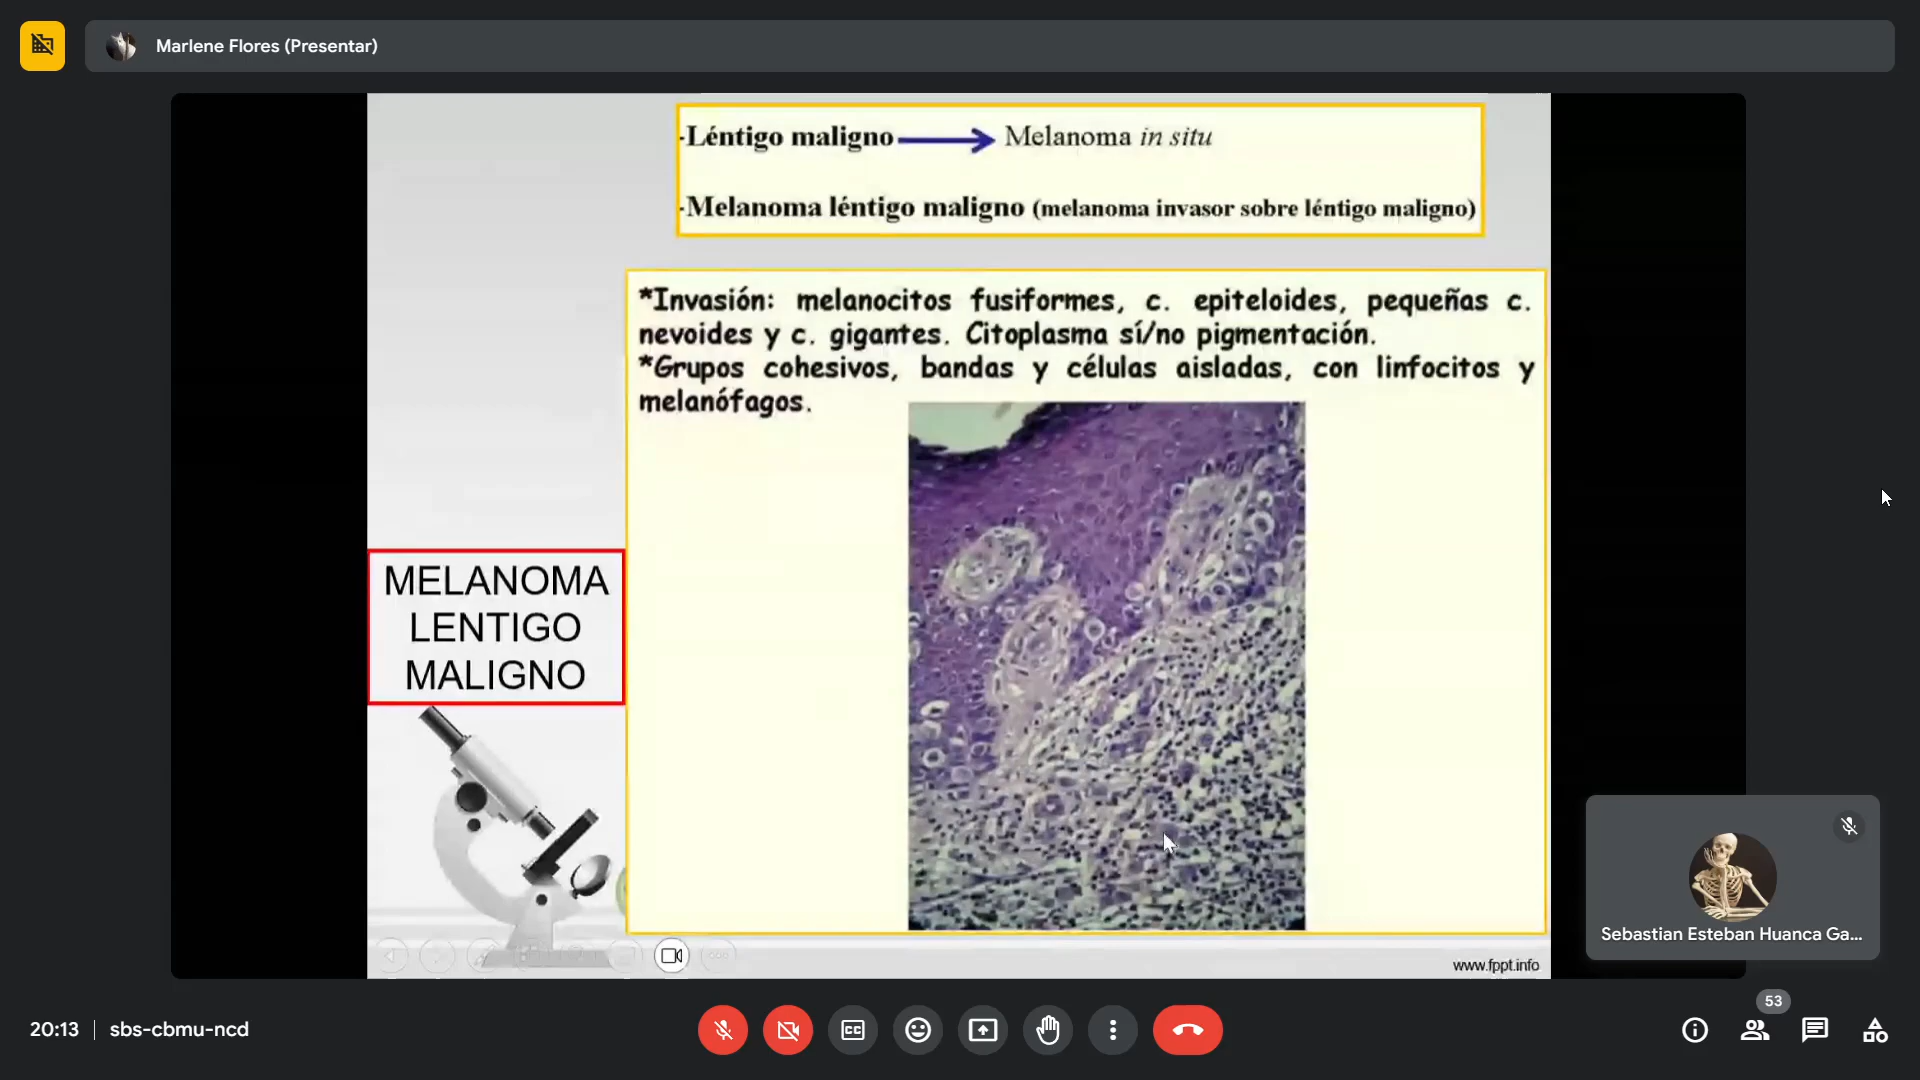 Marlene Flores (Presentar)
-Léntigo maligno Melanoma in situ
-Melanoma léntigo maligno (melanoma invasor sobre léntigo maligno)
*Invasión: melanocitos fusiformes, c. epiteloides, pequeñas c.
nevoides y c. gigantes. Citoplasma sí/no pigmentación.
*Grupos cohesivos, bandas y células aisladas, con linfocitos y
melanófagos.
MELANOMA
LENTIGO
MALIGNO
www.fppt.info
Sebastian Esteban Huanca Ga...
53
20:13 | sbs-cbmu-ncd
CC